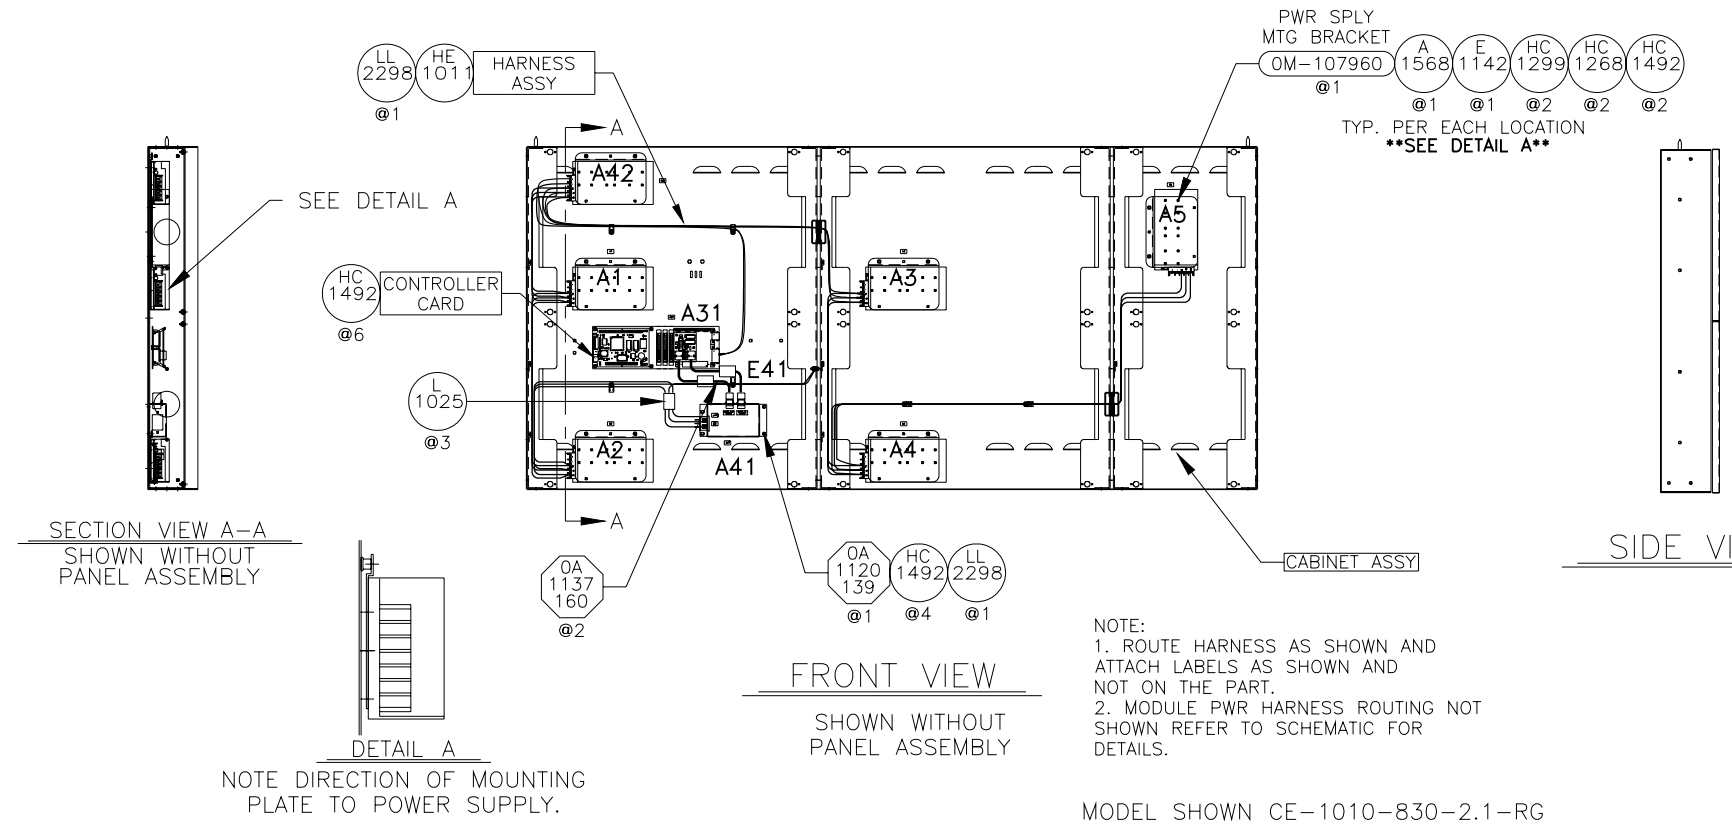 PWR SPLY
MTG BRACKET
0M-107960
@1
A
1568
@1
E
1142
@1
HC
1299
@2
HC
1268
@2
HC
1492
@2
TYP. PER EACH LOCATION
**SEE DETAIL A**
LL
2298
@1
HE
1011
HARNESS
ASSY
A
SEE DETAIL A
A42
A5
A1
A3
HC
1492
@6
CONTROLLER
CARD
A31
E41
L
1025
@3
A2
A41
A4
A
SECTION VIEW A-A
SHOWN WITHOUT
PANEL ASSEMBLY
0A
1137
160
@2
0A
1120
139
@1
HC
1492
@4
LL
2298
@1
CABINET ASSY
SIDE VI
DETAIL A
NOTE DIRECTION OF MOUNTING
PLATE TO POWER SUPPLY.
FRONT VIEW
SHOWN WITHOUT
PANEL ASSEMBLY
NOTE:
1. ROUTE HARNESS AS SHOWN AND
ATTACH LABELS AS SHOWN AND
NOT ON THE PART.
2. MODULE PWR HARNESS ROUTING NOT
SHOWN REFER TO SCHEMATIC FOR
DETAILS.
MODEL SHOWN CE-1010-830-2.1-RG